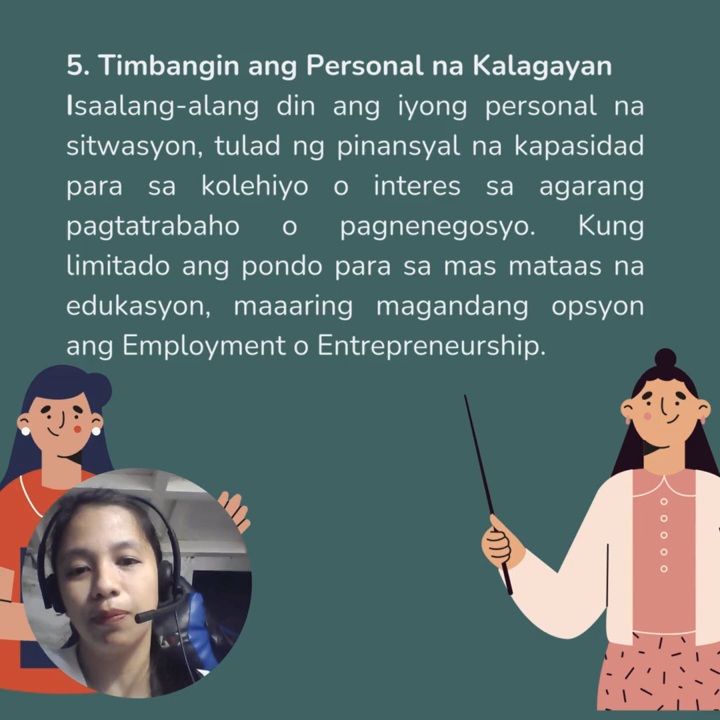 5. Timbangin ang Personal na Kalagayan
Isaalang-alang din ang iyong personal na
sitwasyon, tulad ng pinansyal na kapasidad
para sa kolehiyo o interes sa agarang
pagtatrabaho o pagnenegosyo. Kung
limitado ang pondo para sa mas mataas na
edukasyon, maaaring magandang opsyon
ang Employment o Entrepreneurship.